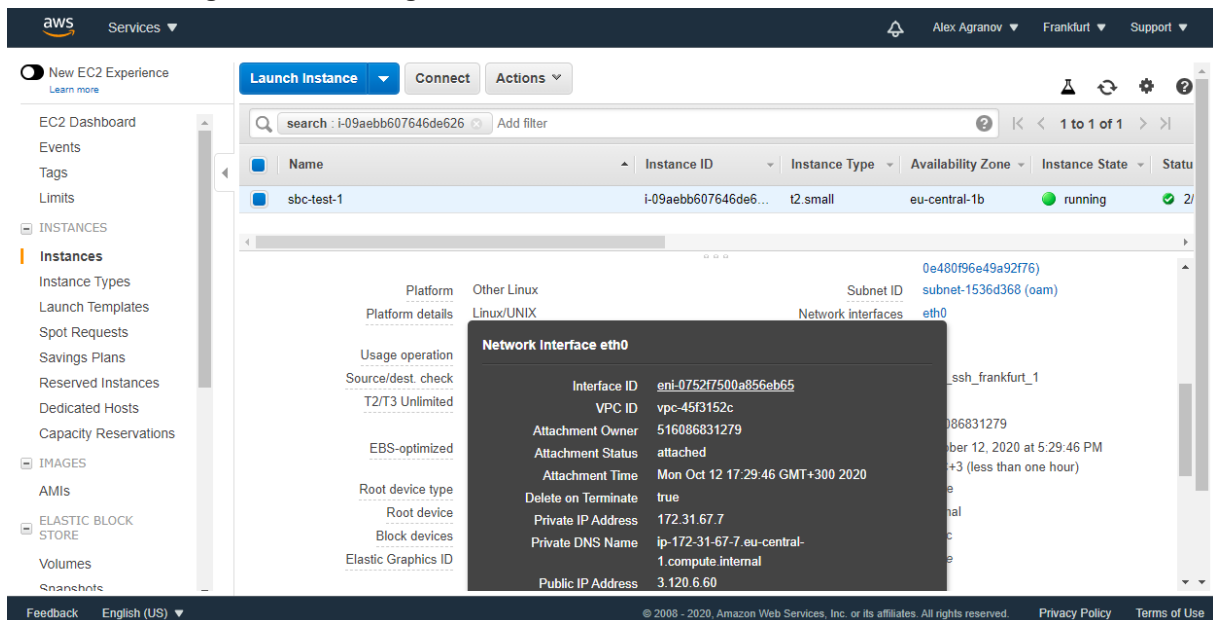 aws Services ▼ Alex Agranov ▼ Frankfurt ▼ Support ▼
New EC2 Experience
Learn more
EC2 Dashboard
Events
Tags
Limits
INSTANCES
Instances
Instance Types
Launch Templates
Spot Requests
Savings Plans
Reserved Instances
Dedicated Hosts
Capacity Reservations
IMAGES
AMIs
ELASTIC BLOCK
STORE
Volumes
Snapshots
Launch Instance Connect Actions
search : i-09aebb607646de626 Add filter 1 to 1 of 1
Name Instance ID Instance Type Availability Zone Instance State Statu
sbc-test-1 i-09aebb607646de6... t2.small eu-central-1b running 2/
0e480f96e49a92f76)
Platform Other Linux Subnet ID subnet-1536d368 (oam)
Platform details Linux/UNIX Network interfaces eth0
Usage operation
Source/dest. check _ssh_frankfurt_1
T2/T3 Unlimited
086831279
EBS-optimized ber 12, 2020 at 5:29:46 PM
+3 (less than one hour)
Root device type
Root device
Block devices
Elastic Graphics ID
Network Interface eth0
Interface ID eni-0752f7500a856eb65
VPC ID vpc-45f3152c
Attachment Owner 516086831279
Attachment Status attached
Attachment Time Mon Oct 12 17:29:46 GMT+300 2020
Delete on Terminate true
Private IP Address 172.31.67.7
Private DNS Name ip-172-31-67-7.eu-central-
1.compute.internal
Public IP Address 3.120.6.60
Feedback English (US) ▼ © 2008 - 2020, Amazon Web Services, Inc. or its affiliates. All rights reserved. Privacy Policy Terms of Use